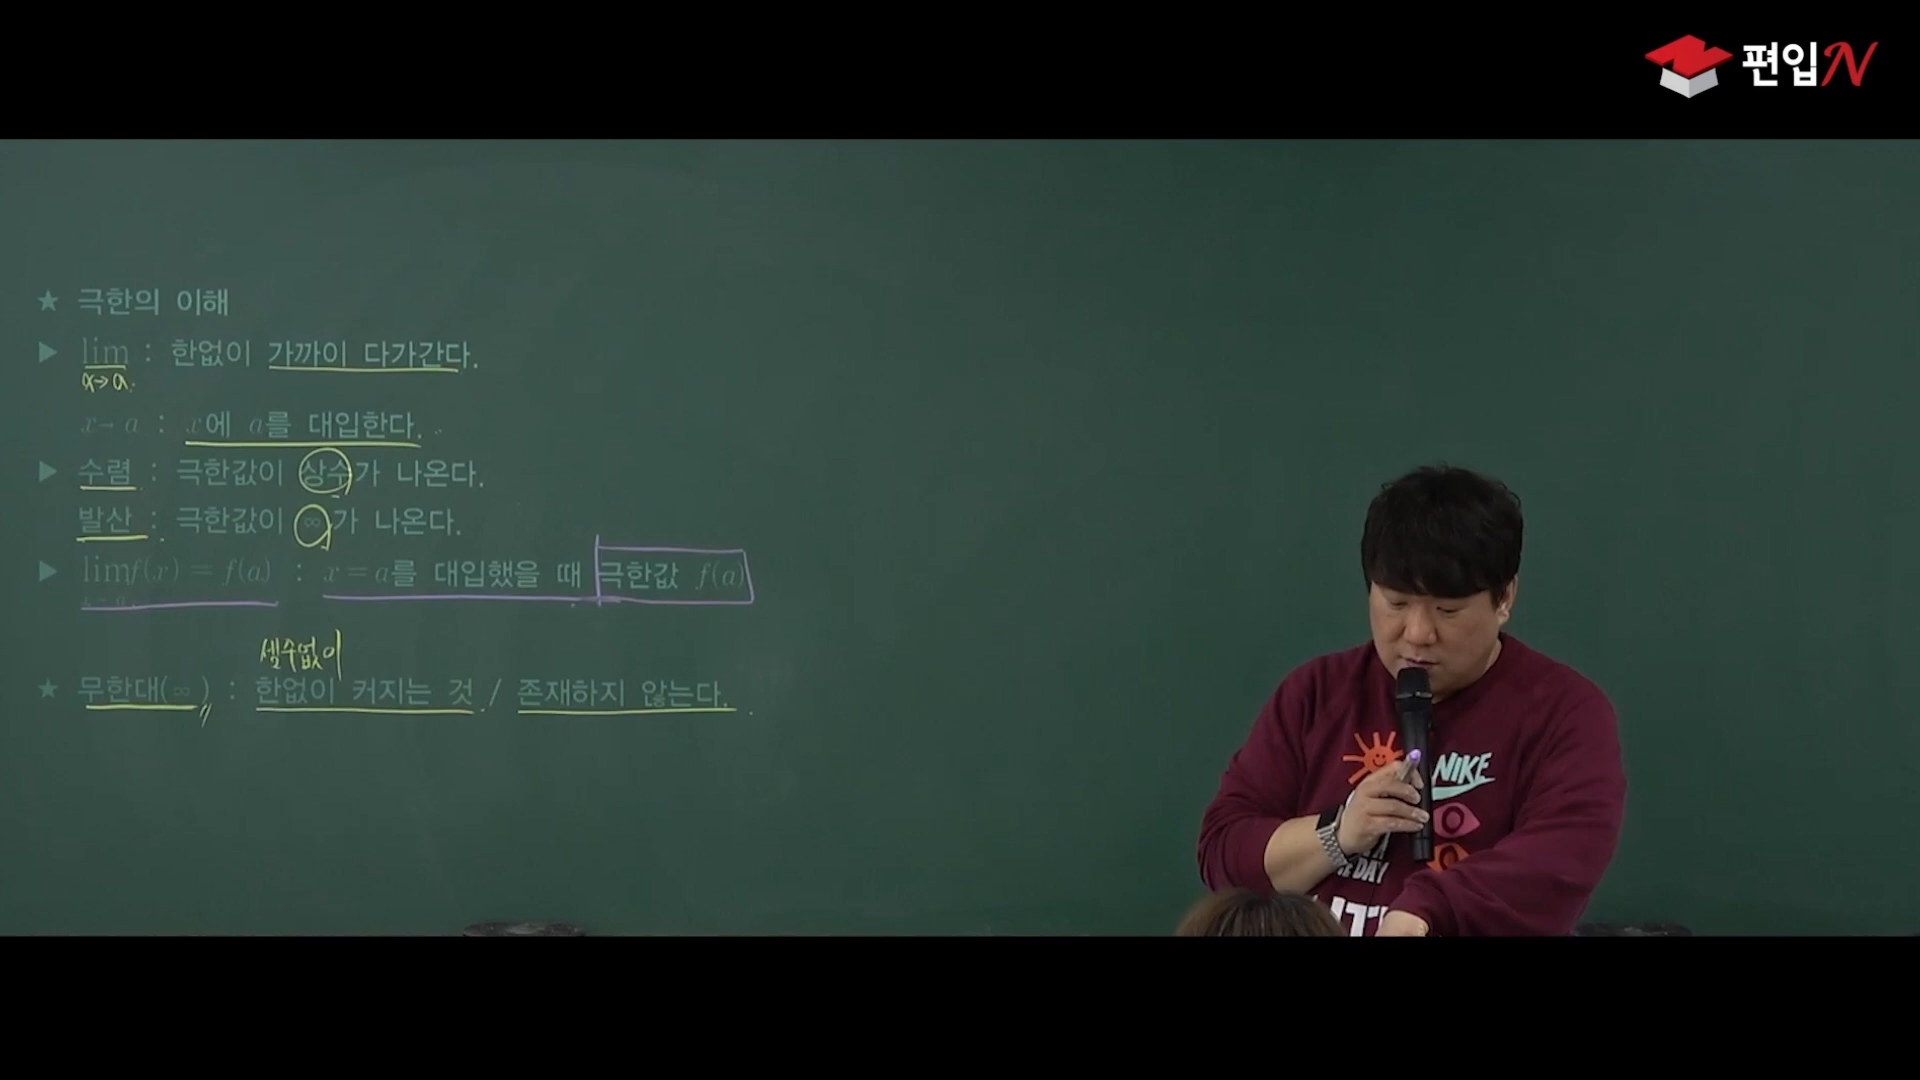 편입N
★ 극한의 이해
▶ lim : 한없이 가까이 다가간다.
x→a
x→a : x에 a를 대입한다.
▶ 수렴 : 극한값이 상수가 나온다.
발산 : 극한값이 ∞가 나온다.
▶ lim f(x) = f(a) : x=a를 대입했을 때 극한값 f(a)
x→a
셀수없이
★ 무한대(∞) : 한없이 커지는 것 / 존재하지 않는다.
NIKE
DAY